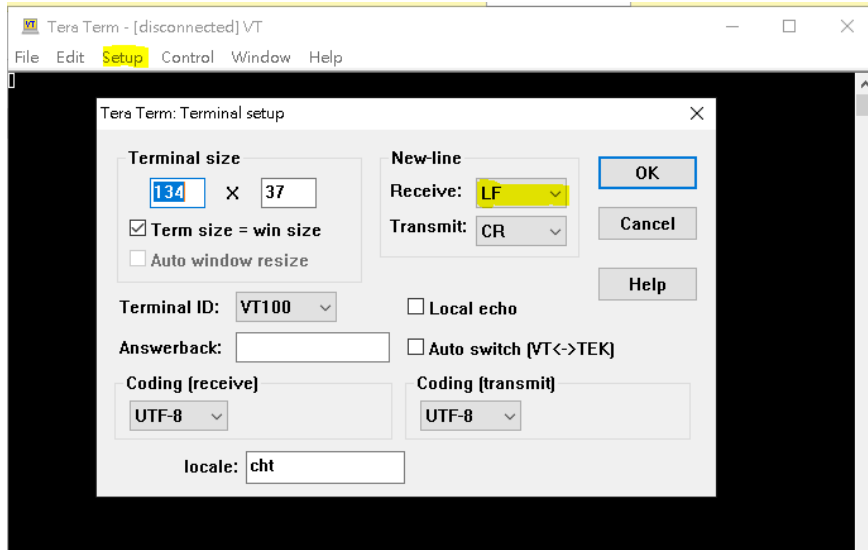 Tera Term - [disconnected] VT
File Edit Setup Control Window Help
Tera Term: Terminal setup
Terminal size
134 X 37
Term size = win size
Auto window resize
New-line
Receive: LF
Transmit: CR
OK
Cancel
Help
Terminal ID: VT100
Local echo
Answerback:
Auto switch (VT<->TEK)
Coding (receive)
UTF-8
Coding (transmit)
UTF-8
locale: cht